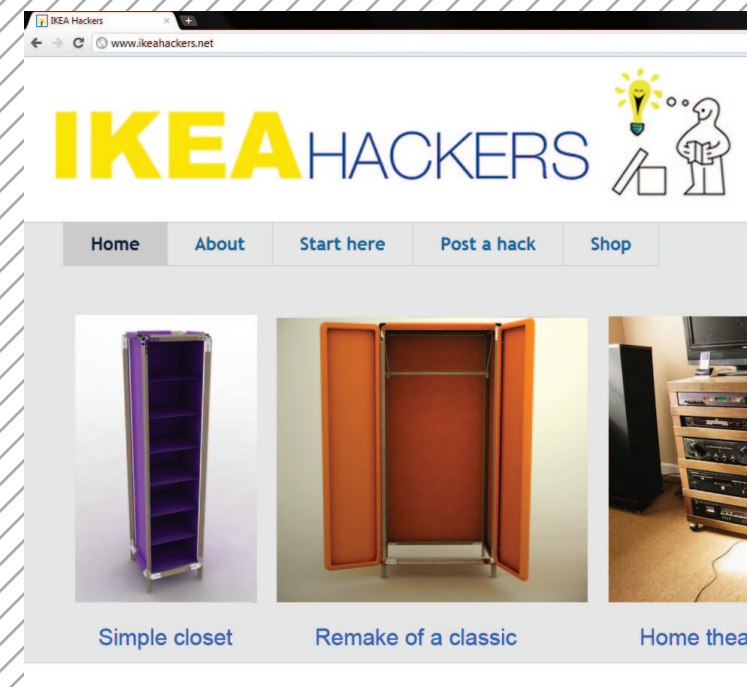 IKEA Hackers
www.ikeahackers.net
IKEAHACKERS
Home About Start here Post a hack Shop
Simple closet Remake of a classic Home thea